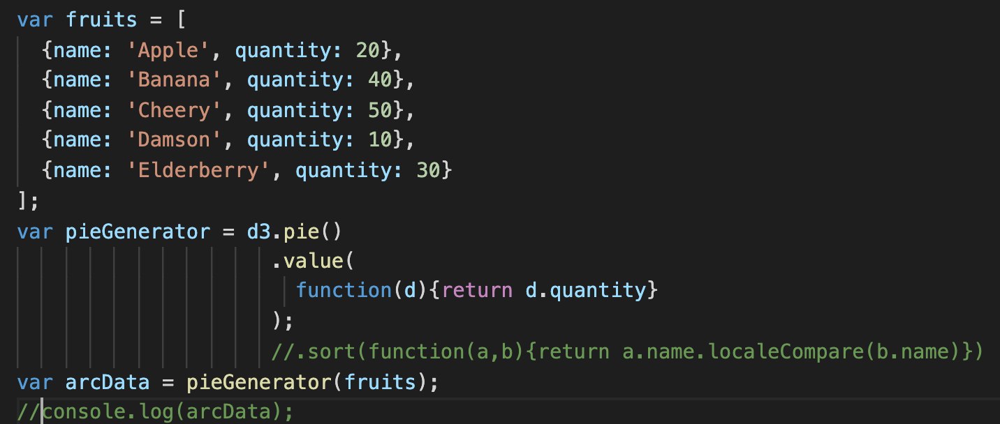 var fruits = [
  {name: 'Apple', quantity: 20},
  {name: 'Banana', quantity: 40},
  {name: 'Cheery', quantity: 50},
  {name: 'Damson', quantity: 10},
  {name: 'Elderberry', quantity: 30}
];
var pieGenerator = d3.pie()
                     .value(
                       function(d){return d.quantity}
                     );
                     //.sort(function(a,b){return a.name.localeCompare(b.name)})
var arcData = pieGenerator(fruits);
//console.log(arcData);